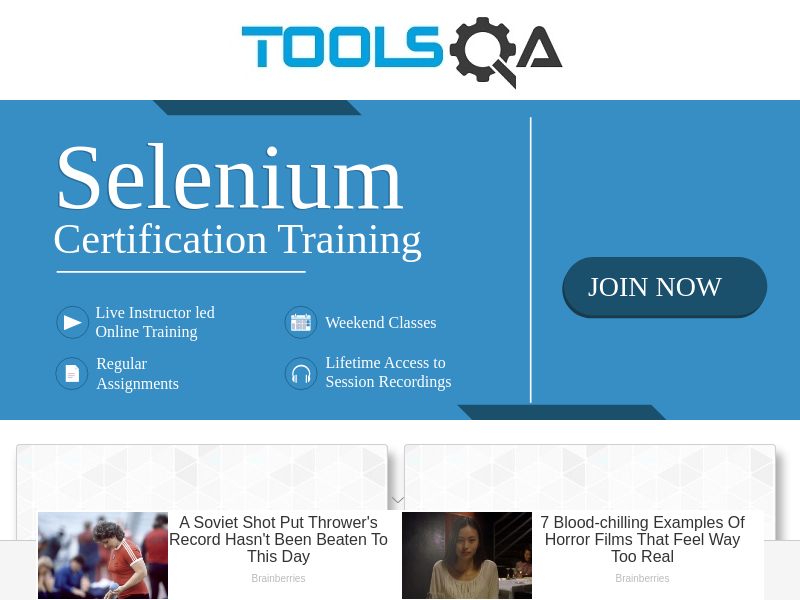 TOOLSQA
Selenium
Certification Training
JOIN NOW
Live Instructor led
Online Training
Weekend Classes
Regular
Assignments
Lifetime Access to
Session Recordings
A Soviet Shot Put Thrower's
Record Hasn't Been Beaten To
This Day
Brainberries
7 Blood-chilling Examples Of
Horror Films That Feel Way
Too Real
Brainberries